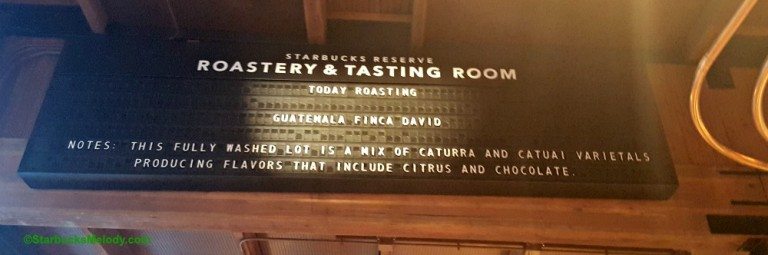 STARBUCKS RESERVE
ROASTERY & TASTING ROOM
TODAY ROASTING
GUATEMALA FINCA DAVID
NOTES: THIS FULLY WASHED LOT IS A MIX OF CATURRA AND CATUAI VARIETALS
PRODUCING FLAVORS THAT INCLUDE CITRUS AND CHOCOLATE.
©StarbucksMelody.com